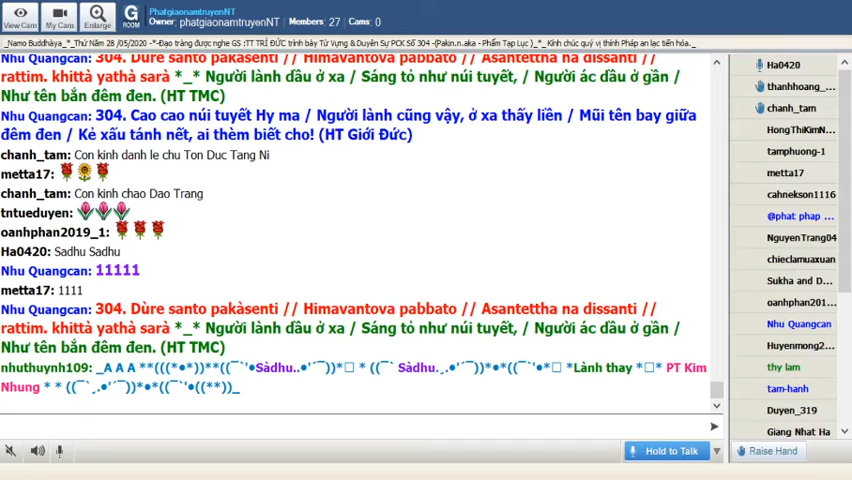 View Cam
My Cams
Enlarge
G
ROOM
PhatgiaonamtruyenNT
Owner: phatgiaonamtruyenNT Members: 27 Cams: 0
_Namo Buddhàya_*_Thứ Năm 28 /05/2020 -*-Đạo tràng được nghe GS :TT TRÍ ĐỨC trình bày Từ Vựng &Duyên Sự PCK Số 304 -(Pakin.n.aka - Phẩm Tạp Lục )_*_ Kính chúc quý vị thính Pháp an lạc tiến hóa._
304. Dùre santo pakàsenti // Himavantova pabbato // Asantettha na dissanti //
rattim. khittà yathà sarà *_* Người lành dầu ở xa / Sáng tỏ như núi tuyết, / Người ác dầu ở gần /
Như tên bắn đêm đen. (HT TMC)
304. Cao cao núi tuyết Hy ma / Người lành cũng vậy, ở xa thấy liền / Mũi tên bay giữa
đêm đen / Kẻ xấu tánh nết, ai thèm biết cho! (HT Giới Đức)
chanh_tam: Con kinh danh le chu Ton Duc Tang Ni
metta17:
chanh_tam: Con kinh chao Dao Trang
tntueduyen:
oanhphan2019_1:
Ha0420: Sadhu Sadhu
Nhu Quangcan: 11111
metta17: 1111
Nhu Quangcan: 304. Dùre santo pakàsenti // Himavantova pabbato // Asantettha na dissanti //
rattim. khittà yathà sarà *_* Người lành dầu ở xa / Sáng tỏ như núi tuyết, / Người ác dầu ở gần /
Như tên bắn đêm đen. (HT TMC)
nhuthuynh109: _A A A **(((*●*))**((¯`'●Sàdhu..●'´¯))*□ * ((¯` Sàdhu.¸.●'´¯))*●*((¯`'●□ *Lành thay *□* PT Kim
Nhung * * ((¯`¸.●'´¯))*●*((¯`'●((**))_
Hold to Talk
Ha0420
thanhhoang_...
chanh_tam
HongThiKimN...
tamphuong-1
metta17
cahnekson1116
@phat phap ...
NguyenTrang04
chieclamuaxuan
Sukha and D...
oanhphan201...
Nhu Quangcan
Huyenmong2...
thy lam
tam-hanh
Duyen_319
Giang Nhat Ha
Raise Hand